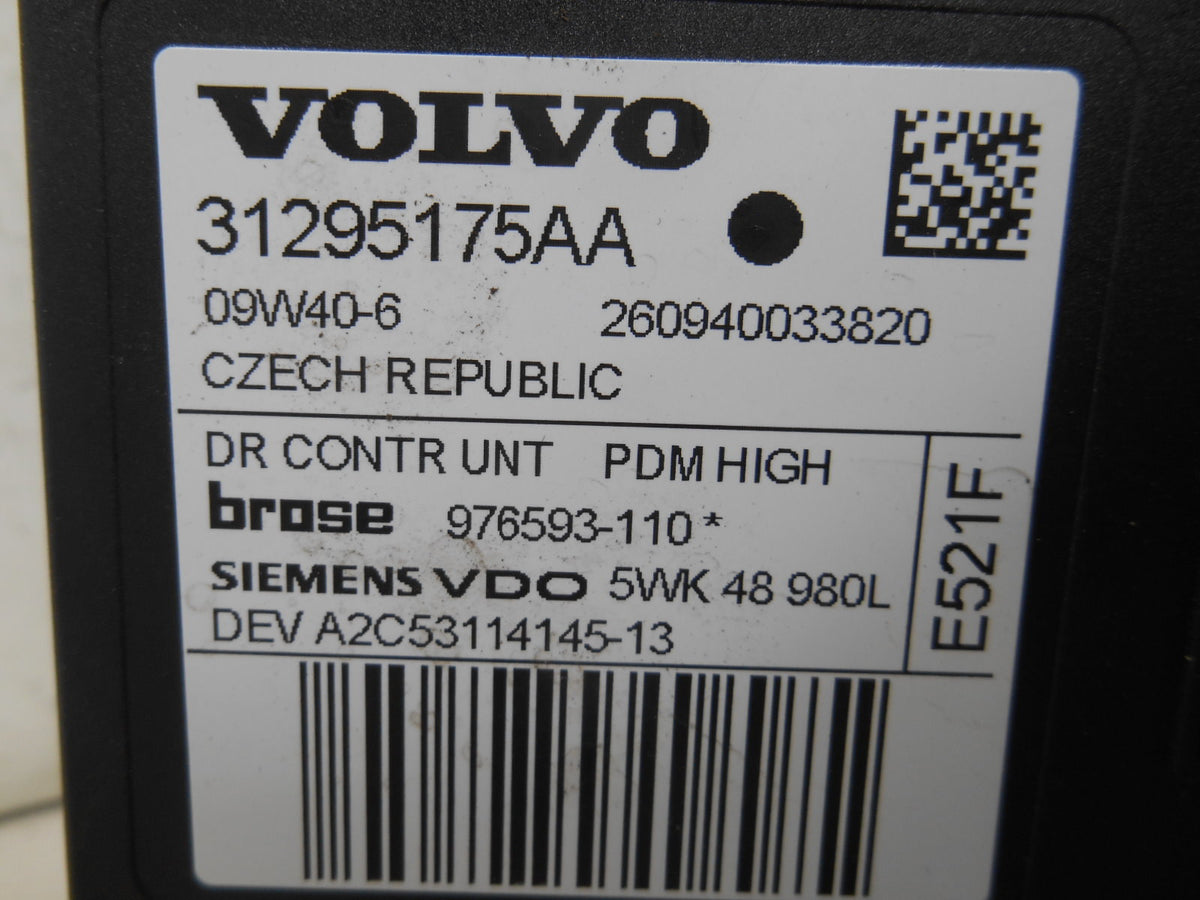 VOLVO
31295175AA
09W40-6 260940033820
CZECH REPUBLIC
DR CONTR UNT PDM HIGH
brose 976593-110 *
SIEMENS VDO 5WK 48 980L
DEV A2C53114145-13
E521F